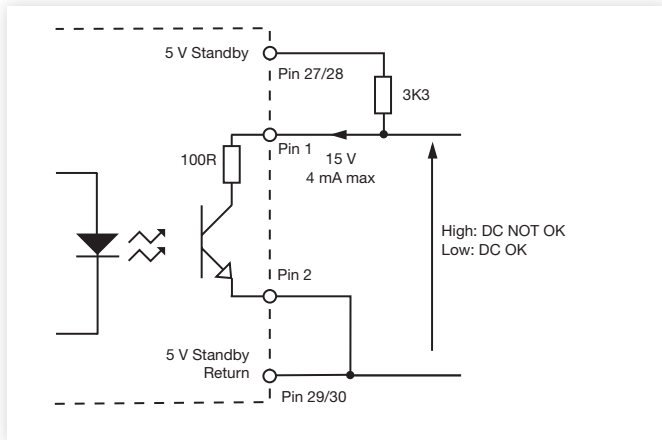 5 V Standby
Pin 27/28
3K3
Pin 1
100R
15 V
4 mA max
High: DC NOT OK
Low: DC OK
Pin 2
5 V Standby
Return
Pin 29/30